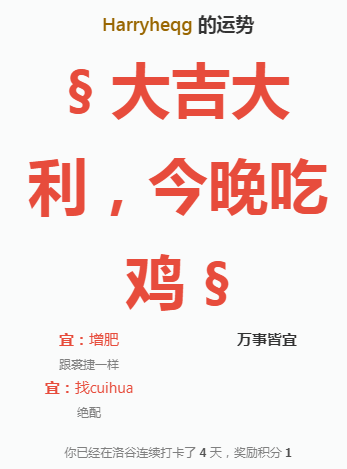 Harryheqg 的运势
§ 大吉大
利，今晚吃
鸡 §
宜：增肥
万事皆宜
跟裘捷一样
宜：找cuihua
绝配
你已经在洛谷连续打卡了 4 天，奖励积分 1